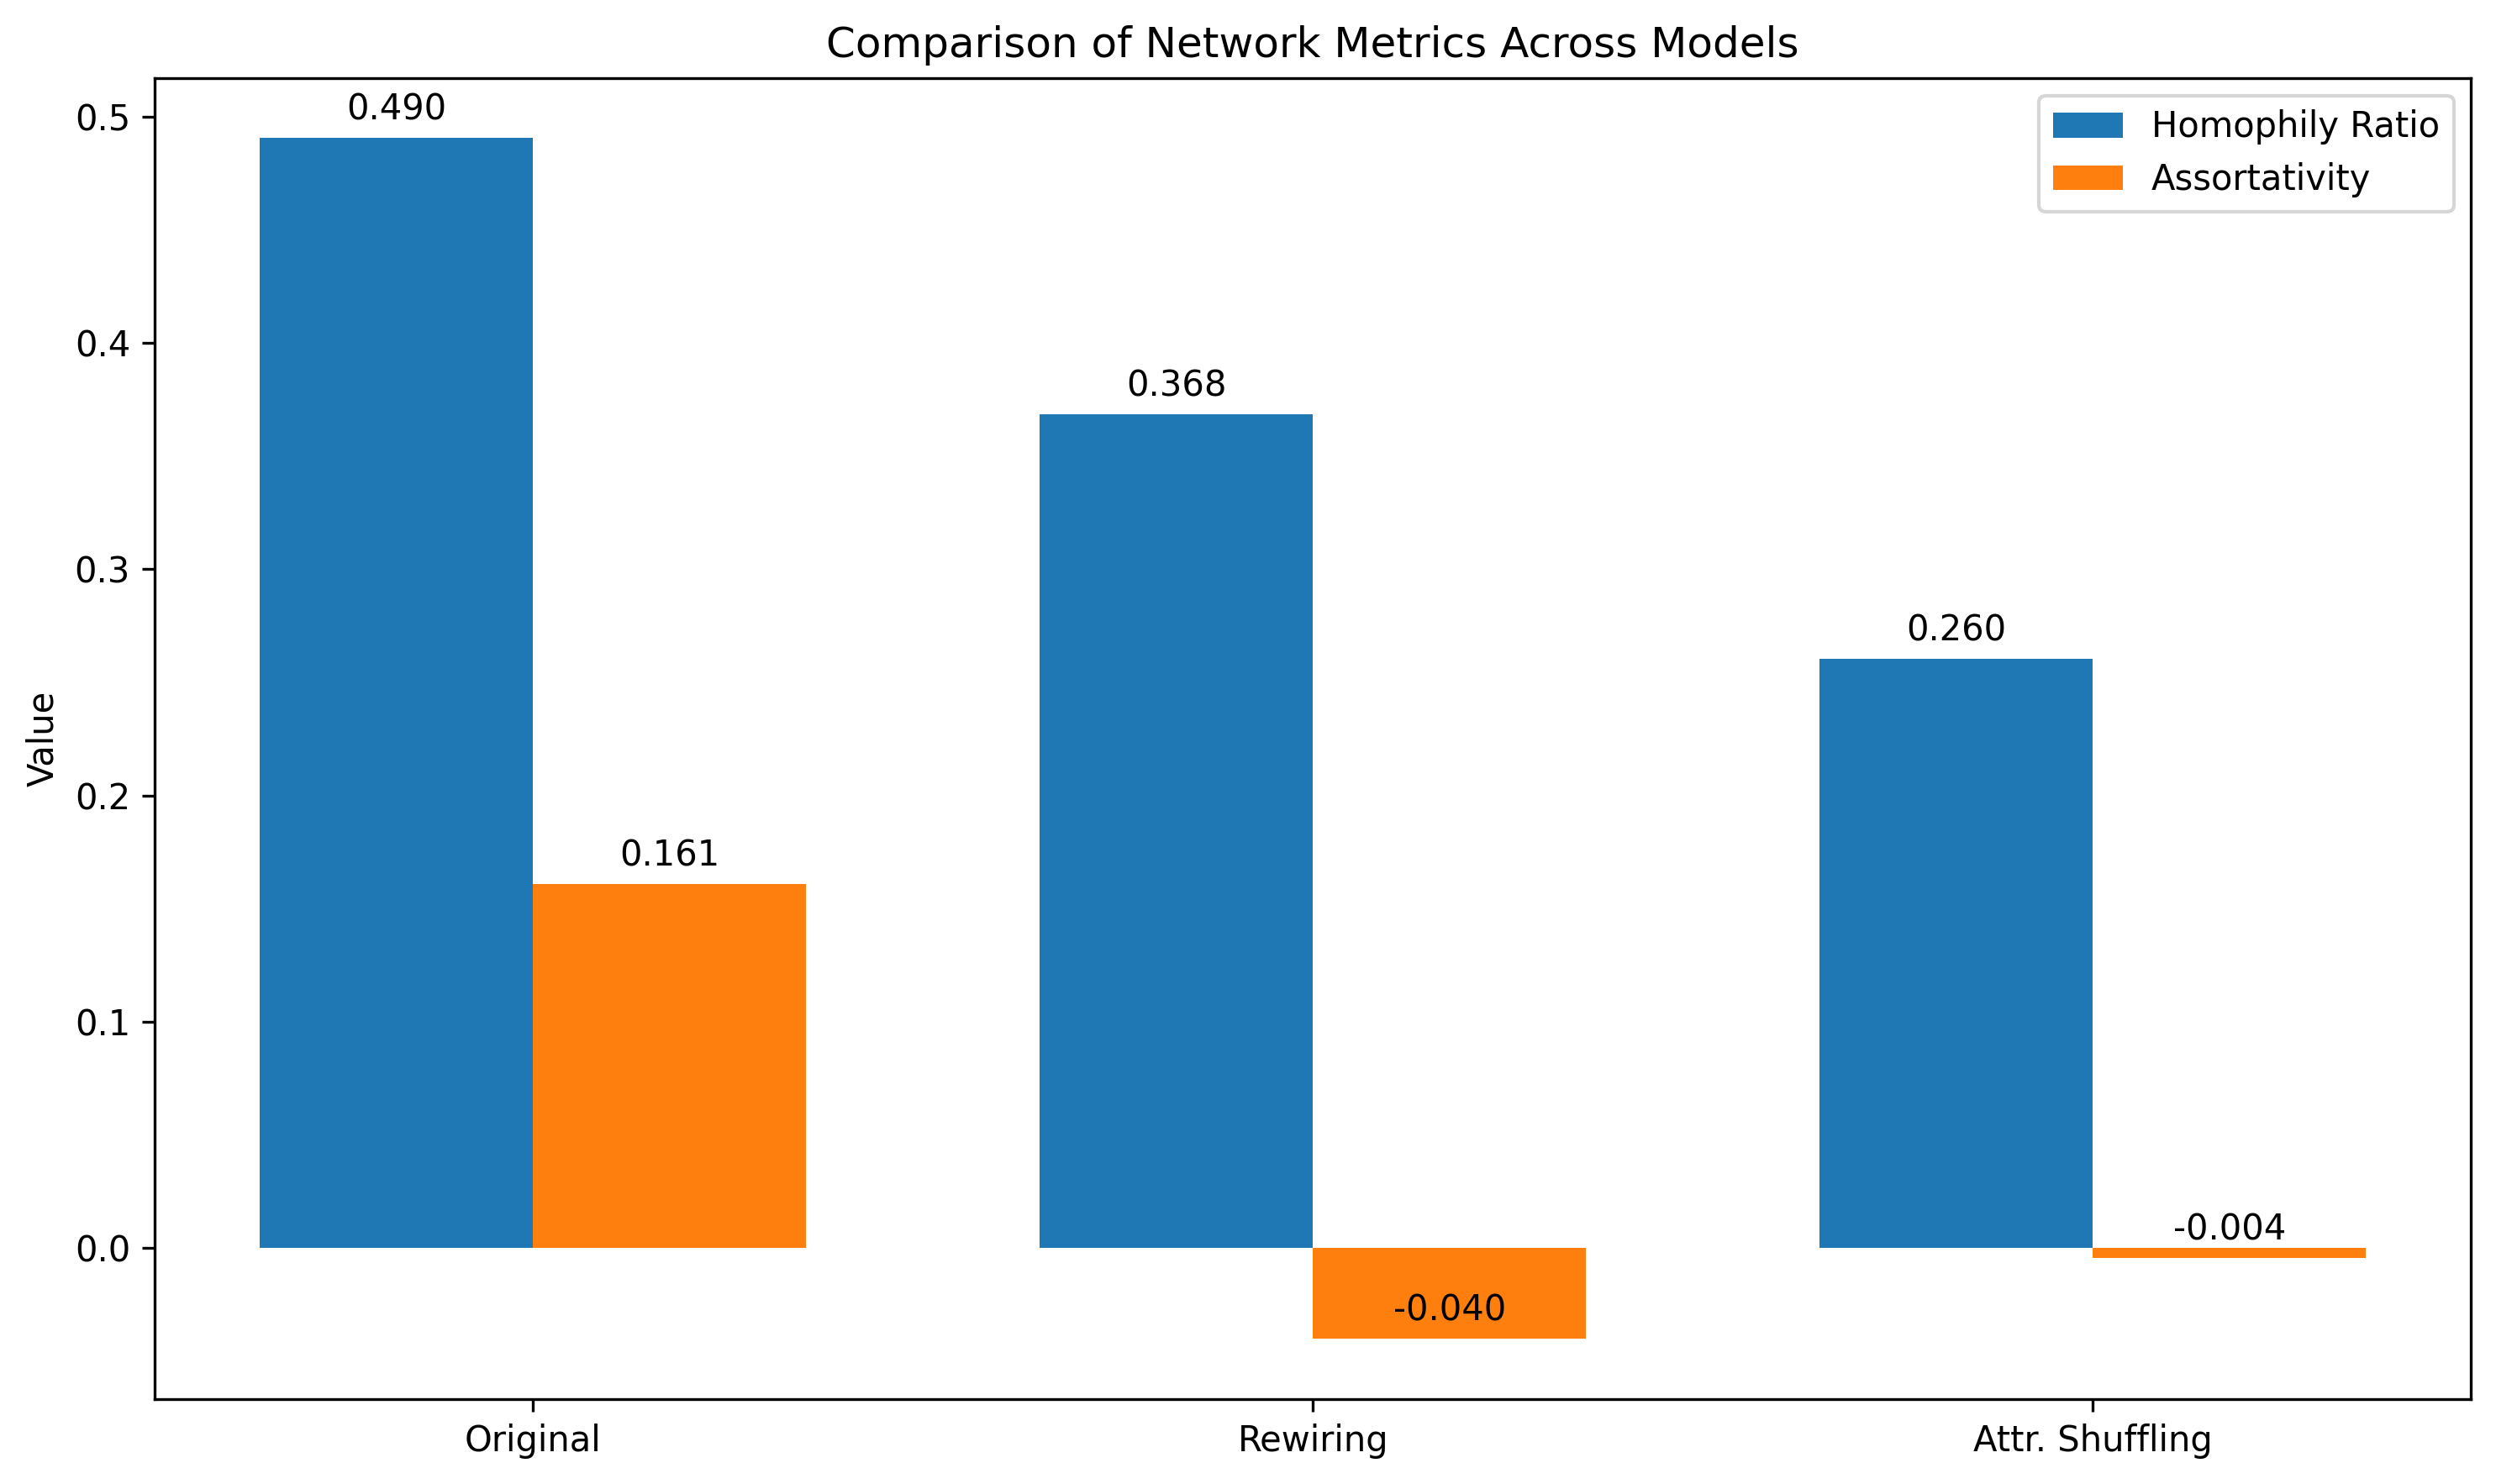 Comparison of Network Metrics Across Models
Homophily Ratio
Assortativity
Value
0.5
0.4
0.3
0.2
0.1
0.0
0.490
0.161
0.368
-0.040
0.260
-0.004
Original
Rewiring
Attr. Shuffling